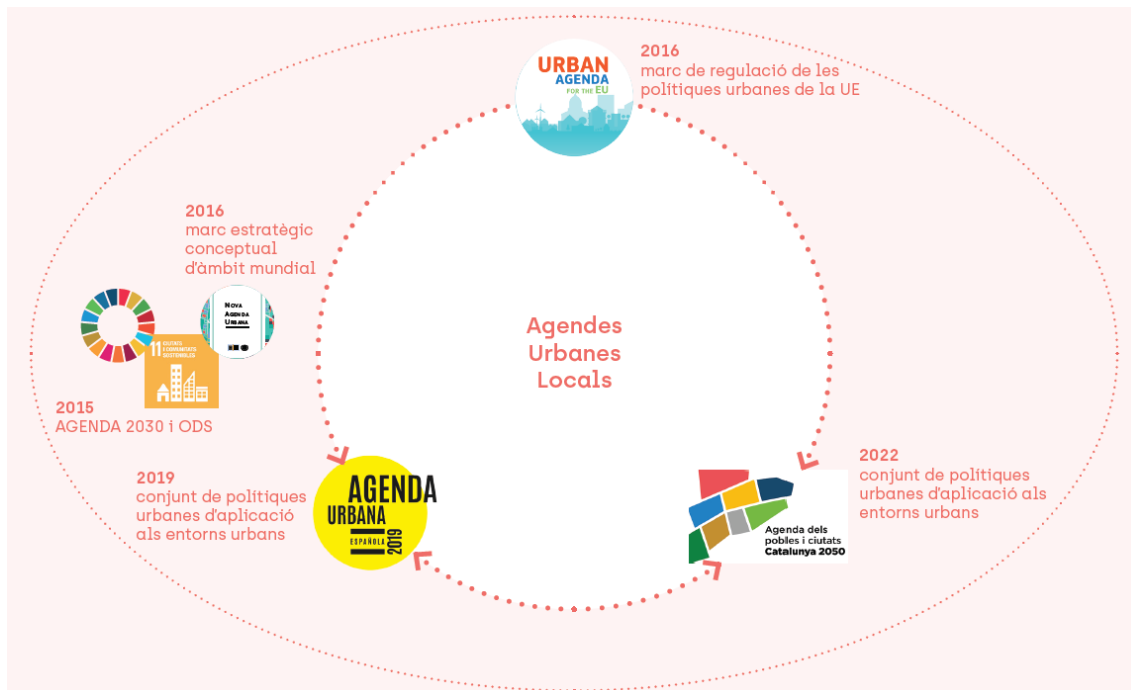 URBAN
AGENDA
FOR THE EU
2016
marc de regulació de les
polítiques urbanes de la UE
2016
marc estratègic
conceptual
d'àmbit mundial
NOVA
AGENDA
URBANA
11 CIUTATS
I COMUNITATS
SOSTENIBLES
2015
AGENDA 2030 i ODS
Agendes
Urbanes
Locals
2019
conjunt de polítiques
urbanes d'aplicació
als entorns urbans
AGENDA
URBANA
ESPAÑOLA
2019
Agenda dels
pobles i ciutats
Catalunya 2050
2022
conjunt de polítiques
urbanes d'aplicació als
entorns urbans